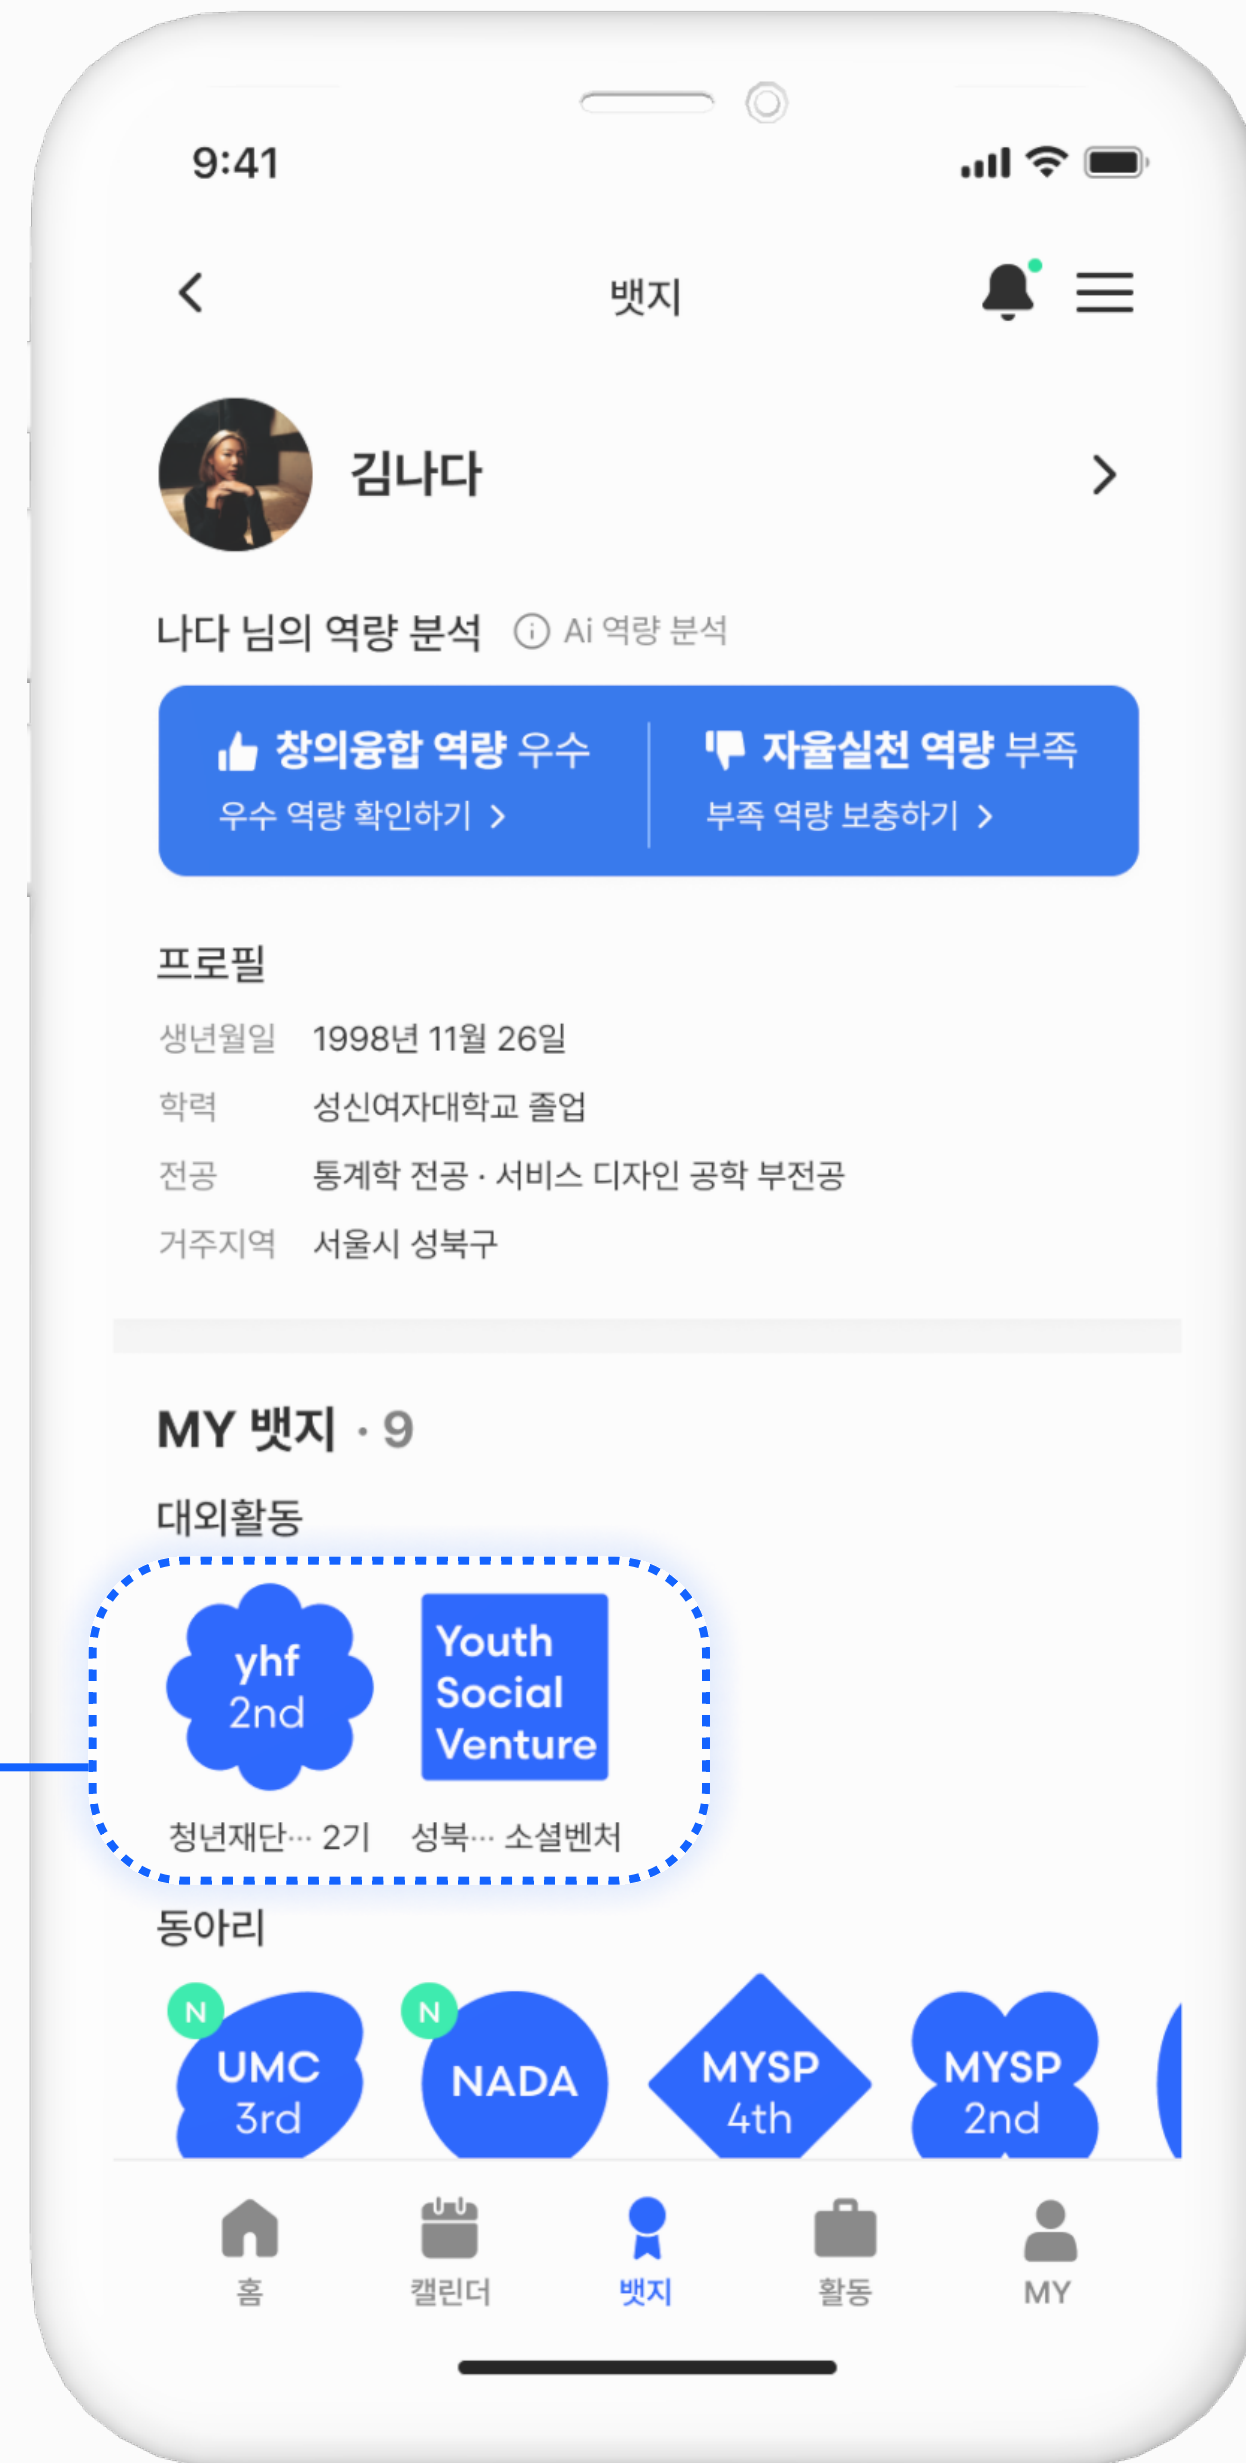 9:41
뱃지
김나다
나다 님의 역량 분석 Ai 역량 분석
창의융합 역량 우수
우수 역량 확인하기 >
자율실천 역량 부족
부족 역량 보충하기 >
프로필
생년월일 1998년 11월 26일
학력 성신여자대학교 졸업
전공 통계학 전공 · 서비스 디자인 공학 부전공
거주지역 서울시 성북구
MY 뱃지 · 9
대외활동
yhf
2nd
청년재단··· 2기
Youth
Social
Venture
성북··· 소셜벤처
동아리
N
UMC
3rd
N
NADA
MYSP
4th
MYSP
2nd
홈 캘린더 뱃지 활동 MY